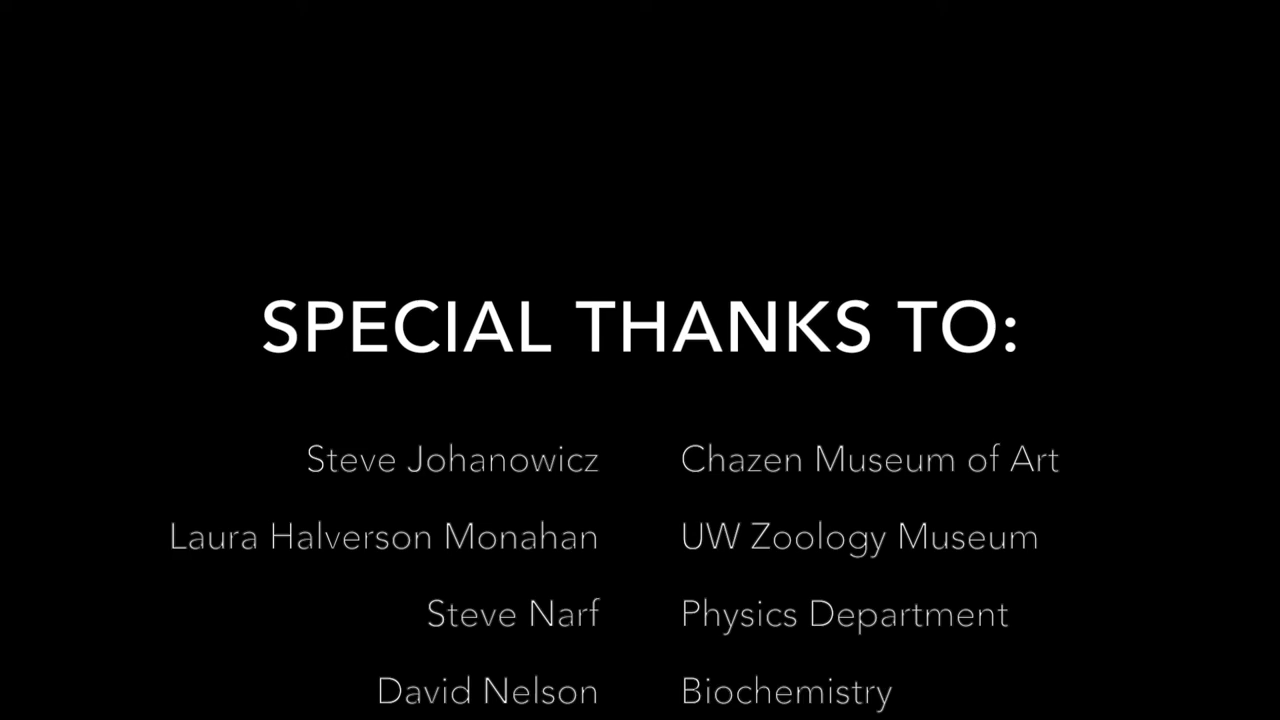 SPECIAL THANKS TO:
Steve Johanowicz Chazen Museum of Art
Laura Halverson Monahan UW Zoology Museum
Steve Narf Physics Department
David Nelson Biochemistry